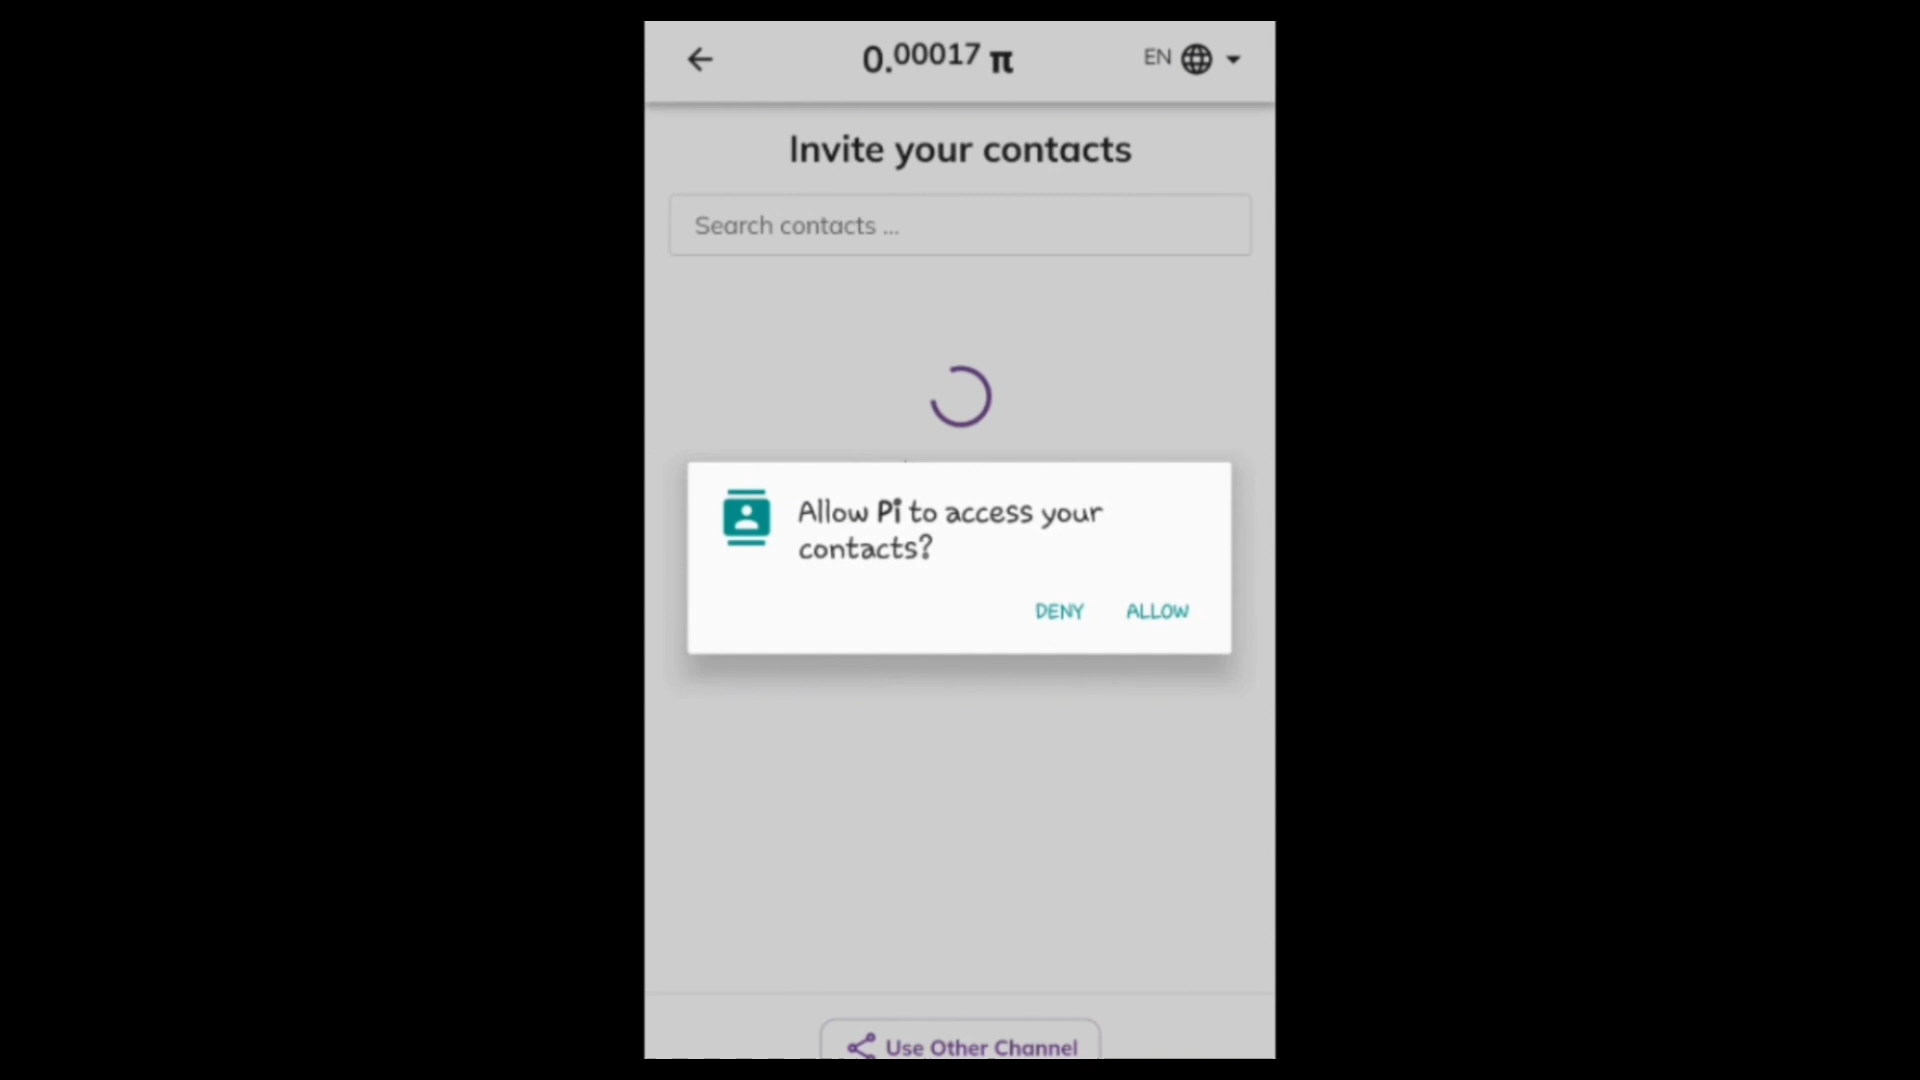 0.00017 π
EN
Invite your contacts
Search contacts ...
Allow Pi to access your
contacts?
DENY ALLOW
Use Other Channel